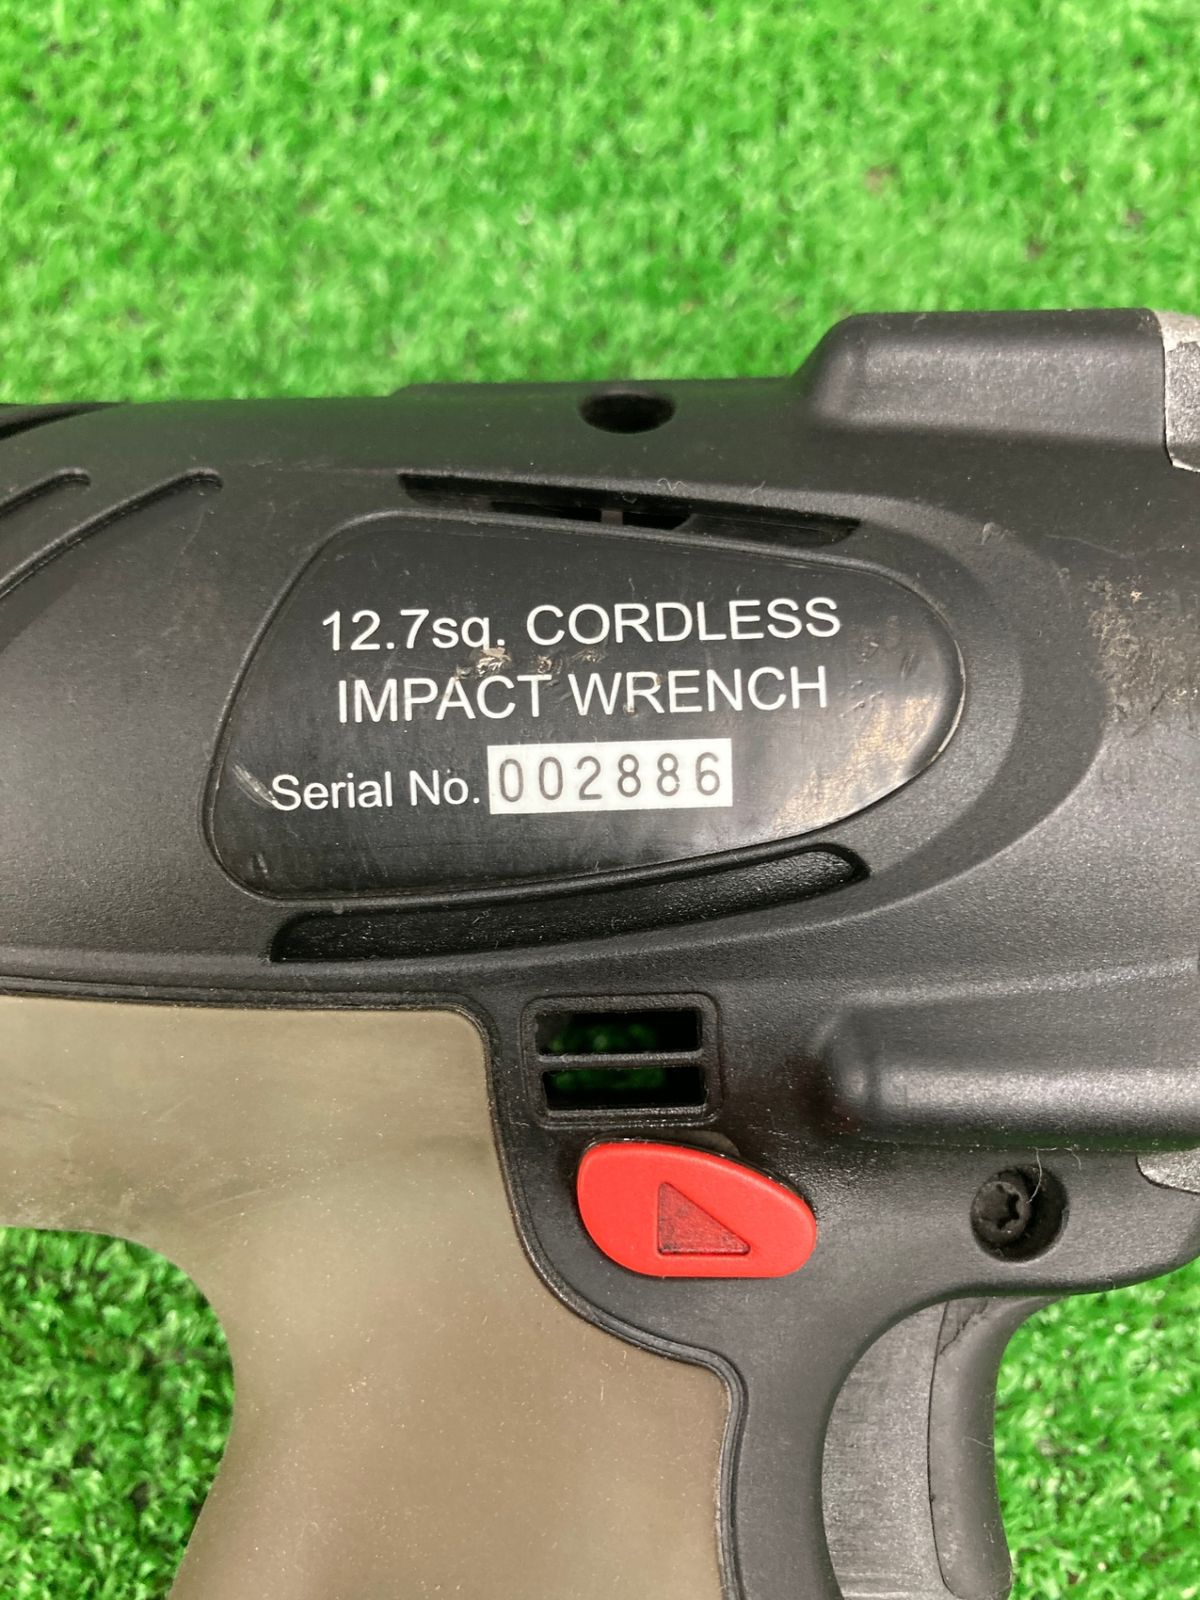 12.7sq. CORDLESS
IMPACT WRENCH
Serial No. 002886